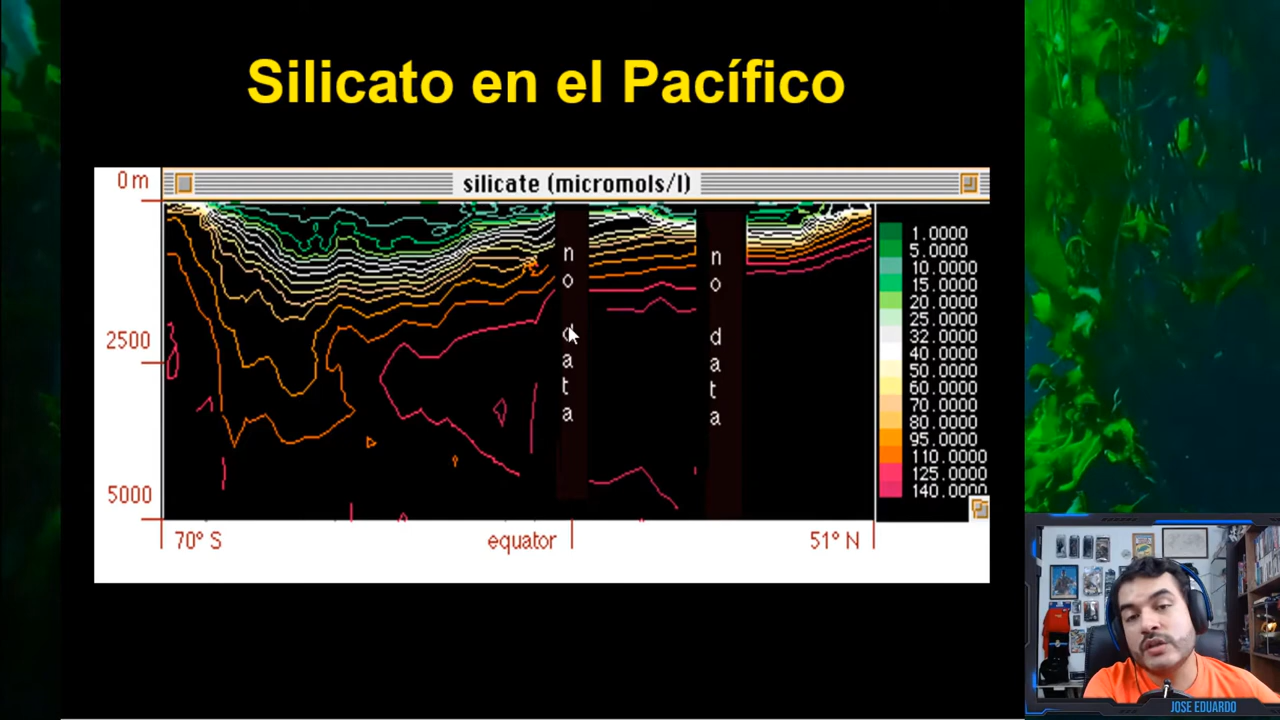 Silicato en el Pacífico
silicate (micromols/l)
0 m
2500
5000
no data
no data
1.0000
5.0000
10.0000
15.0000
20.0000
25.0000
32.0000
40.0000
50.0000
60.0000
70.0000
80.0000
95.0000
110.0000
125.0000
140.0000
70° S
equator
51° N
JOSE EDUARDO